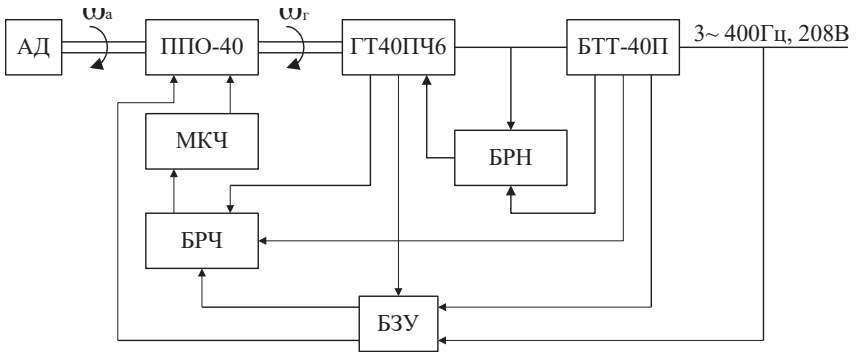 ωа
ωг
АД
ППО-40
ГТ40ПЧ6
БТТ-40П
3~ 400Гц, 208В
МКЧ
БРН
БРЧ
БЗУ